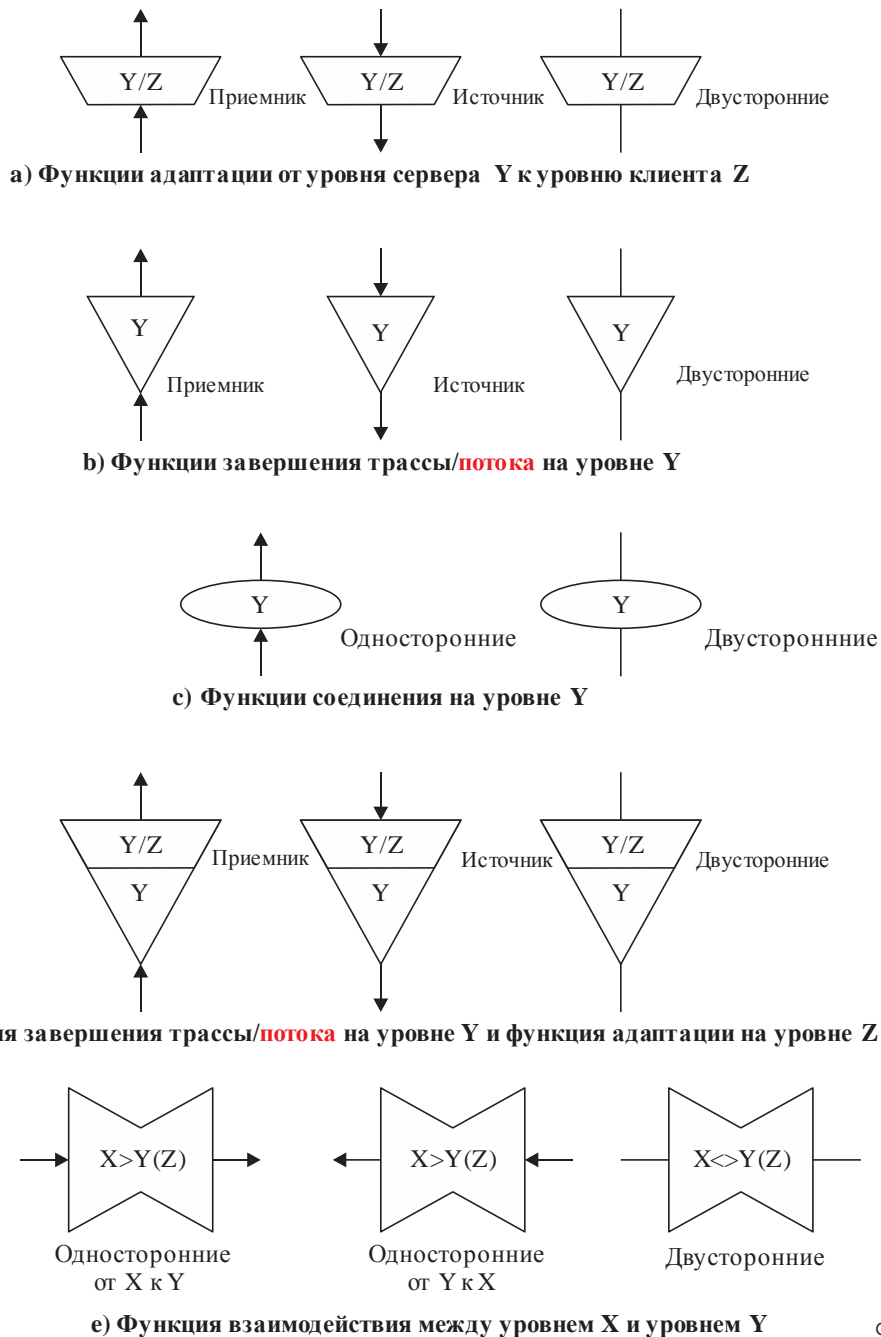 Y/Z Приемник Y/Z Источник Y/Z Двусторонние
a) Функции адаптации от уровня сервера Y к уровню клиента Z
Y Приемник Y Источник Y Двусторонние
b) Функции завершения трассы/потока на уровне Y
Y Односторонние Y Двустороннние
c) Функции соединения на уровне Y
Y/Z Приемник Y/Z Источник Y/Z Двусторонние
Y Y Y
завершения трассы/потока на уровне Y и функция адаптации на уровне Z
X>Y(Z) X>Y(Z) X<>Y(Z)
Односторонние Односторонние Двусторонние
от X к Y от Y к X
e) Функция взаимодействия между уровнем X и уровнем Y